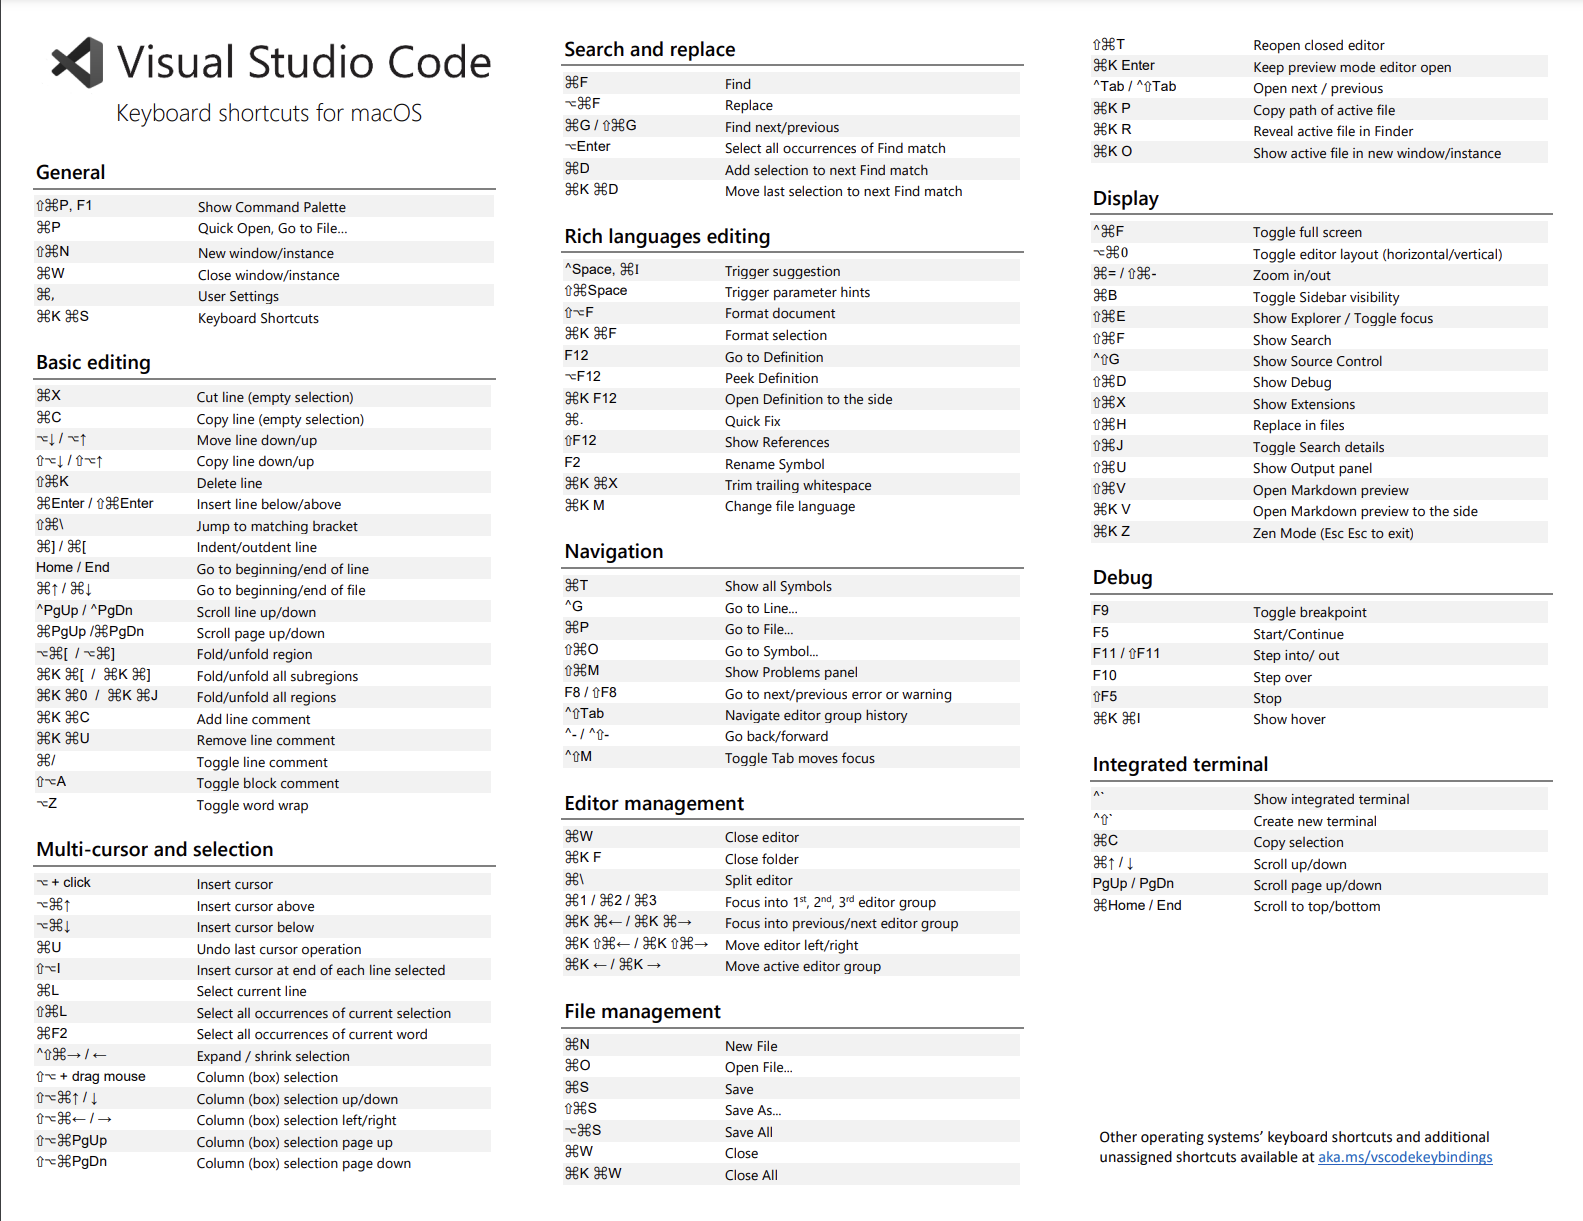 Visual Studio Code
Keyboard shortcuts for macOS
General
⇧⌘P, F1 Show Command Palette
⌘P Quick Open, Go to File…
⇧⌘N New window/instance
⌘W Close window/instance
⌘, User Settings
⌘K ⌘S Keyboard Shortcuts
Basic editing
⌘X Cut line (empty selection)
⌘C Copy line (empty selection)
⌥↓ / ⌥↑ Move line down/up
⇧⌥↓ / ⇧⌥↑ Copy line down/up
⇧⌘K Delete line
⌘Enter / ⇧⌘Enter Insert line below/above
⇧⌘\ Jump to matching bracket
⌘] / ⌘[ Indent/outdent line
Home / End Go to beginning/end of line
⌘↑ / ⌘↓ Go to beginning/end of file
^PgUp / ^PgDn Scroll line up/down
⌘PgUp /⌘PgDn Scroll page up/down
⌥⌘[ / ⌥⌘] Fold/unfold region
⌘K ⌘[ / ⌘K ⌘] Fold/unfold all subregions
⌘K ⌘0 / ⌘K ⌘J Fold/unfold all regions
⌘K ⌘C Add line comment
⌘K ⌘U Remove line comment
⌘/ Toggle line comment
⇧⌥A Toggle block comment
⌥Z Toggle word wrap
Multi-cursor and selection
⌥ + click Insert cursor
⌥⌘↑ Insert cursor above
⌥⌘↓ Insert cursor below
⌘U Undo last cursor operation
⇧⌥I Insert cursor at end of each line selected
⌘L Select current line
⇧⌘L Select all occurrences of current selection
⌘F2 Select all occurrences of current word
^⇧⌘→ / ← Expand / shrink selection
⇧⌥ + drag mouse Column (box) selection
⇧⌥⌘↑ / ↓ Column (box) selection up/down
⇧⌥⌘← / → Column (box) selection left/right
⇧⌥⌘PgUp Column (box) selection page up
⇧⌥⌘PgDn Column (box) selection page down
Search and replace
⌘F Find
⌥⌘F Replace
⌘G / ⇧⌘G Find next/previous
⌥Enter Select all occurrences of Find match
⌘D Add selection to next Find match
⌘K ⌘D Move last selection to next Find match
Rich languages editing
^Space, ⌘I Trigger suggestion
⇧⌘Space Trigger parameter hints
⇧⌥F Format document
⌘K ⌘F Format selection
F12 Go to Definition
⌥F12 Peek Definition
⌘K F12 Open Definition to the side
⌘. Quick Fix
⇧F12 Show References
F2 Rename Symbol
⌘K ⌘X Trim trailing whitespace
⌘K M Change file language
Navigation
⌘T Show all Symbols
^G Go to Line...
⌘P Go to File...
⇧⌘O Go to Symbol...
⇧⌘M Show Problems panel
F8 / ⇧F8 Go to next/previous error or warning
^⇧Tab Navigate editor group history
^- / ^⇧- Go back/forward
^⇧M Toggle Tab moves focus
Editor management
⌘W Close editor
⌘K F Close folder
⌘\ Split editor
⌘1 / ⌘2 / ⌘3 Focus into 1st, 2nd, 3rd editor group
⌘K ⌘← / ⌘K ⌘→ Focus into previous/next editor group
⌘K ⇧⌘← / ⌘K ⇧⌘→ Move editor left/right
⌘K ← / ⌘K → Move active editor group
File management
⌘N New File
⌘O Open File...
⌘S Save
⇧⌘S Save As...
⌥⌘S Save All
⌘W Close
⌘K ⌘W Close All
⇧⌘T Reopen closed editor
⌘K Enter Keep preview mode editor open
^Tab / ^⇧Tab Open next / previous
⌘K P Copy path of active file
⌘K R Reveal active file in Finder
⌘K O Show active file in new window/instance
Display
^⌘F Toggle full screen
⌥⌘0 Toggle editor layout (horizontal/vertical)
⌘= / ⇧⌘- Zoom in/out
⌘B Toggle Sidebar visibility
⇧⌘E Show Explorer / Toggle focus
⇧⌘F Show Search
^⇧G Show Source Control
⇧⌘D Show Debug
⇧⌘X Show Extensions
⇧⌘H Replace in files
⇧⌘J Toggle Search details
⇧⌘U Show Output panel
⇧⌘V Open Markdown preview
⌘K V Open Markdown preview to the side
⌘K Z Zen Mode (Esc Esc to exit)
Debug
F9 Toggle breakpoint
F5 Start/Continue
F11 / ⇧F11 Step into/ out
F10 Step over
⇧F5 Stop
⌘K ⌘I Show hover
Integrated terminal
^` Show integrated terminal
^⇧` Create new terminal
⌘C Copy selection
⌘↑ / ↓ Scroll up/down
PgUp / PgDn Scroll page up/down
⌘Home / End Scroll to top/bottom
Other operating systems’ keyboard shortcuts and additional
unassigned shortcuts available at aka.ms/vscodekeybindings